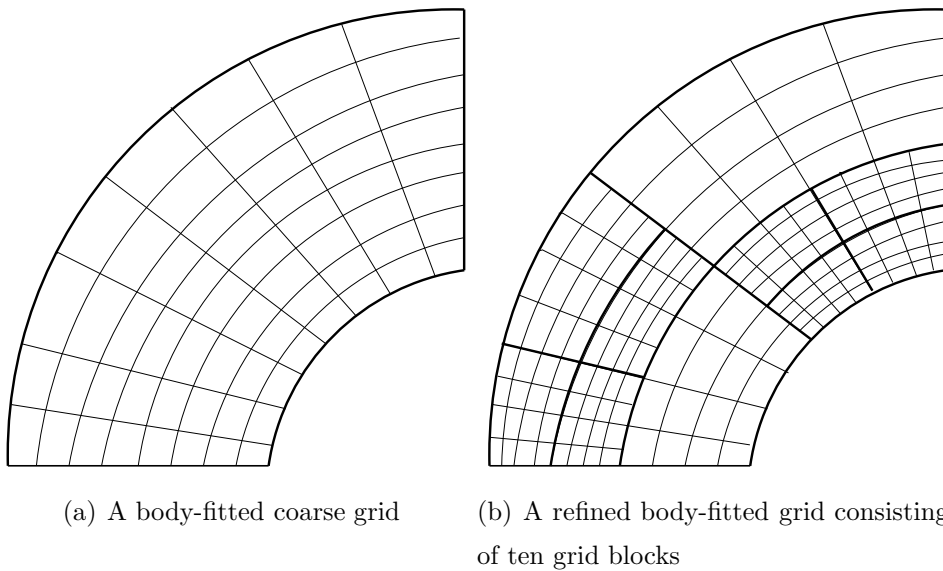 (a) A body-fitted coarse grid
(b) A refined body-fitted grid consisting
of ten grid blocks